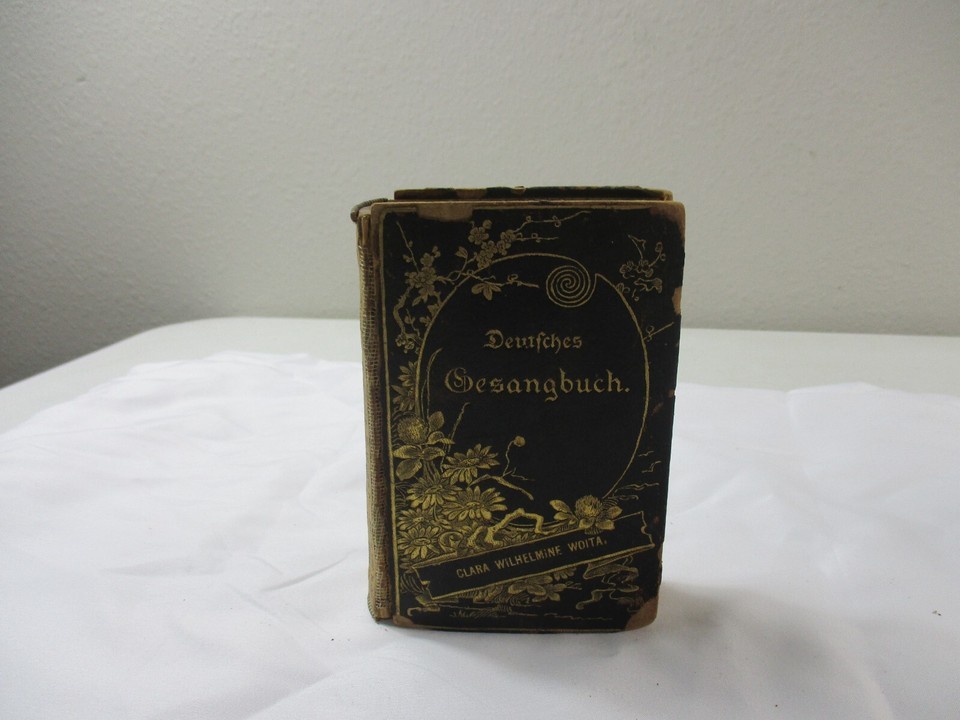 Deutsches
Gesangbuch.
CLARA WILHELMINE WOITA.